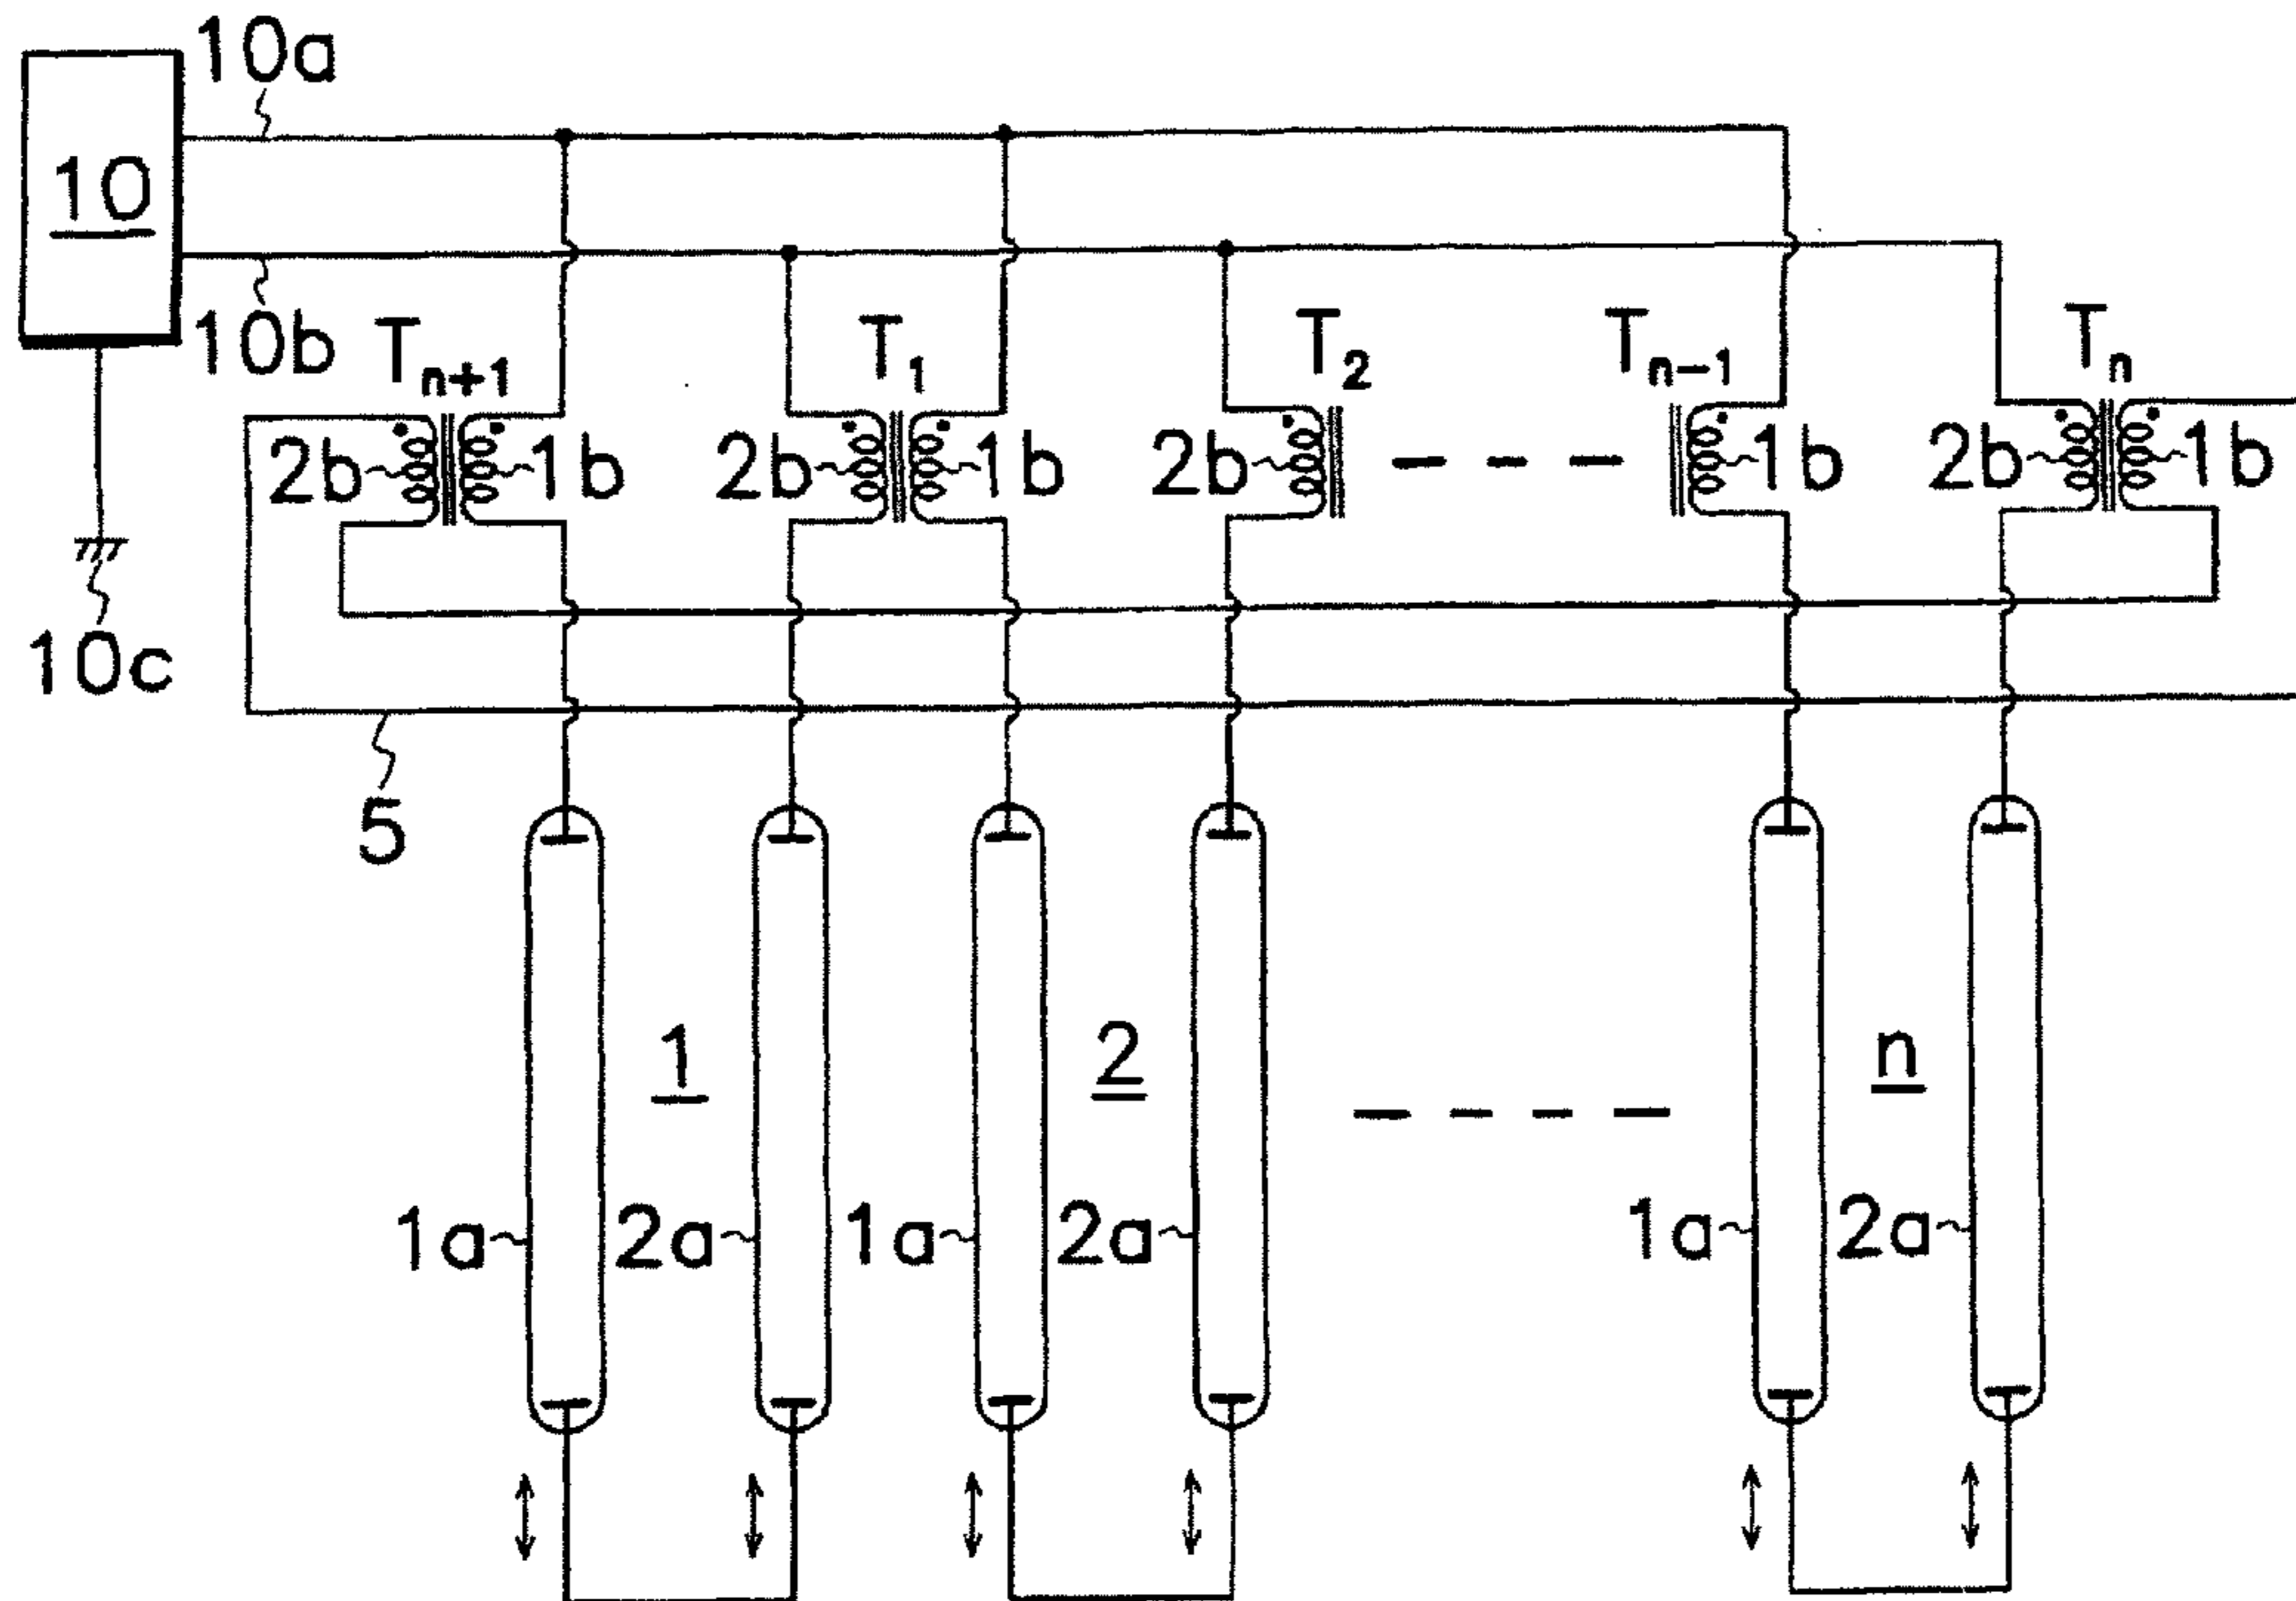 10a
10
10b
10c
T n+1
T 1
T 2
T n−1
T n
2b 1b 2b 1b 2b 1b 2b 1b
5
1 2 n
1a 2a 1a 2a 1a 2a